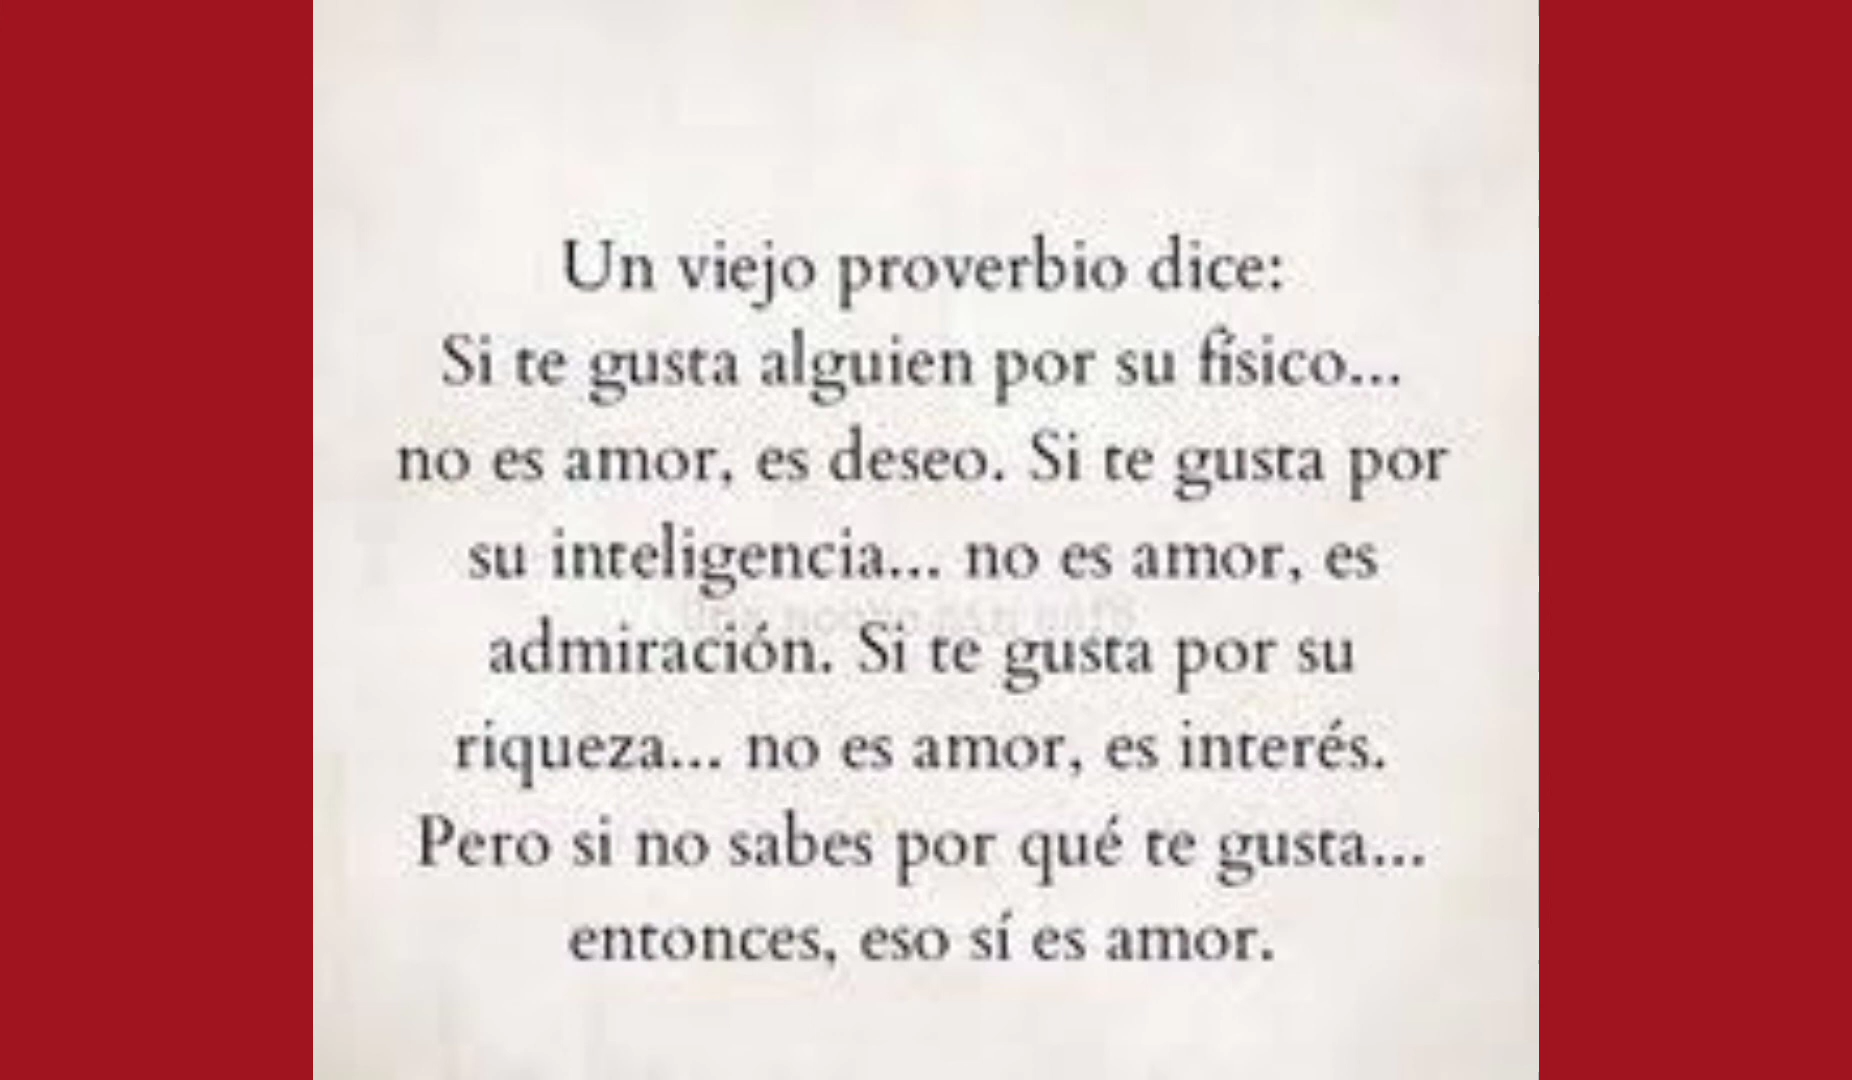 Un viejo proverbio dice:
Si te gusta alguien por su físico...
no es amor, es deseo. Si te gusta por
su inteligencia... no es amor, es
admiración. Si te gusta por su
riqueza... no es amor, es interés.
Pero si no sabes por qué te gusta...
entonces, eso sí es amor.